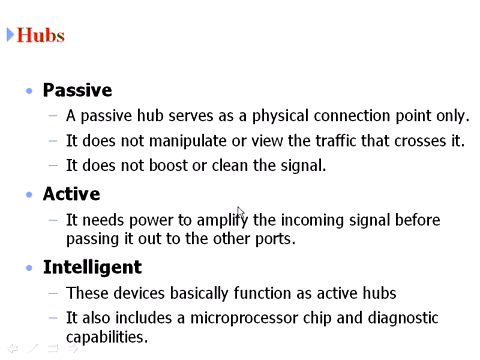 Hubs
• Passive
– A passive hub serves as a physical connection point only.
– It does not manipulate or view the traffic that crosses it.
– It does not boost or clean the signal.
• Active
– It needs power to amplify the incoming signal before
passing it out to the other ports.
• Intelligent
– These devices basically function as active hubs
– It also includes a microprocessor chip and diagnostic
capabilities.